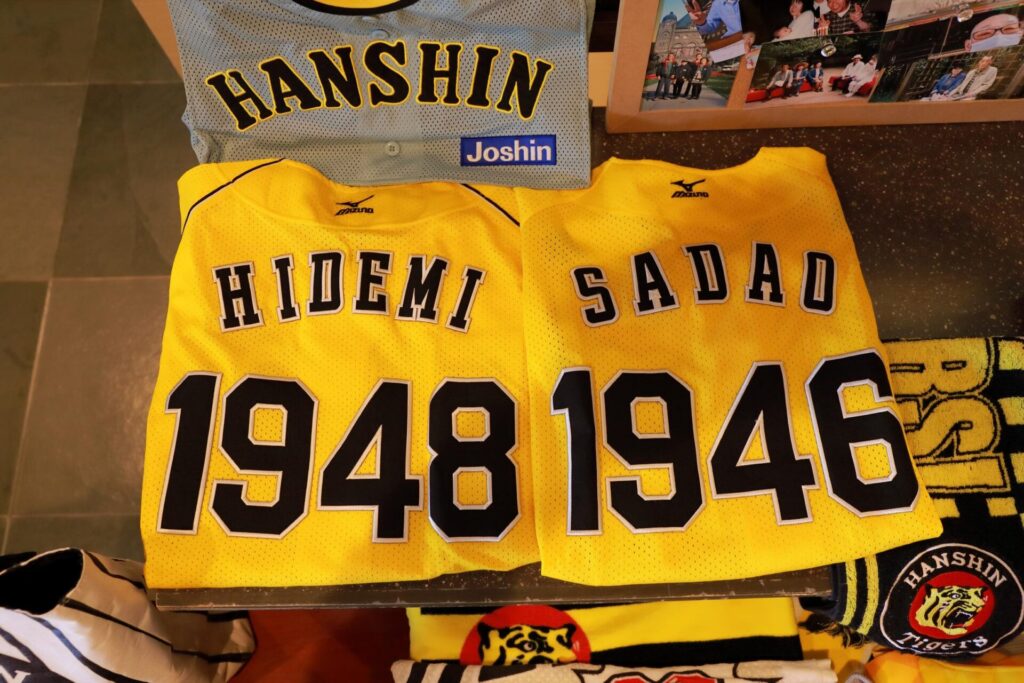 HANSHIN
Joshin
MIZUNO
MIZUNO
HIDEMI
SADAO
1948
1946
HANSHIN
Tigers